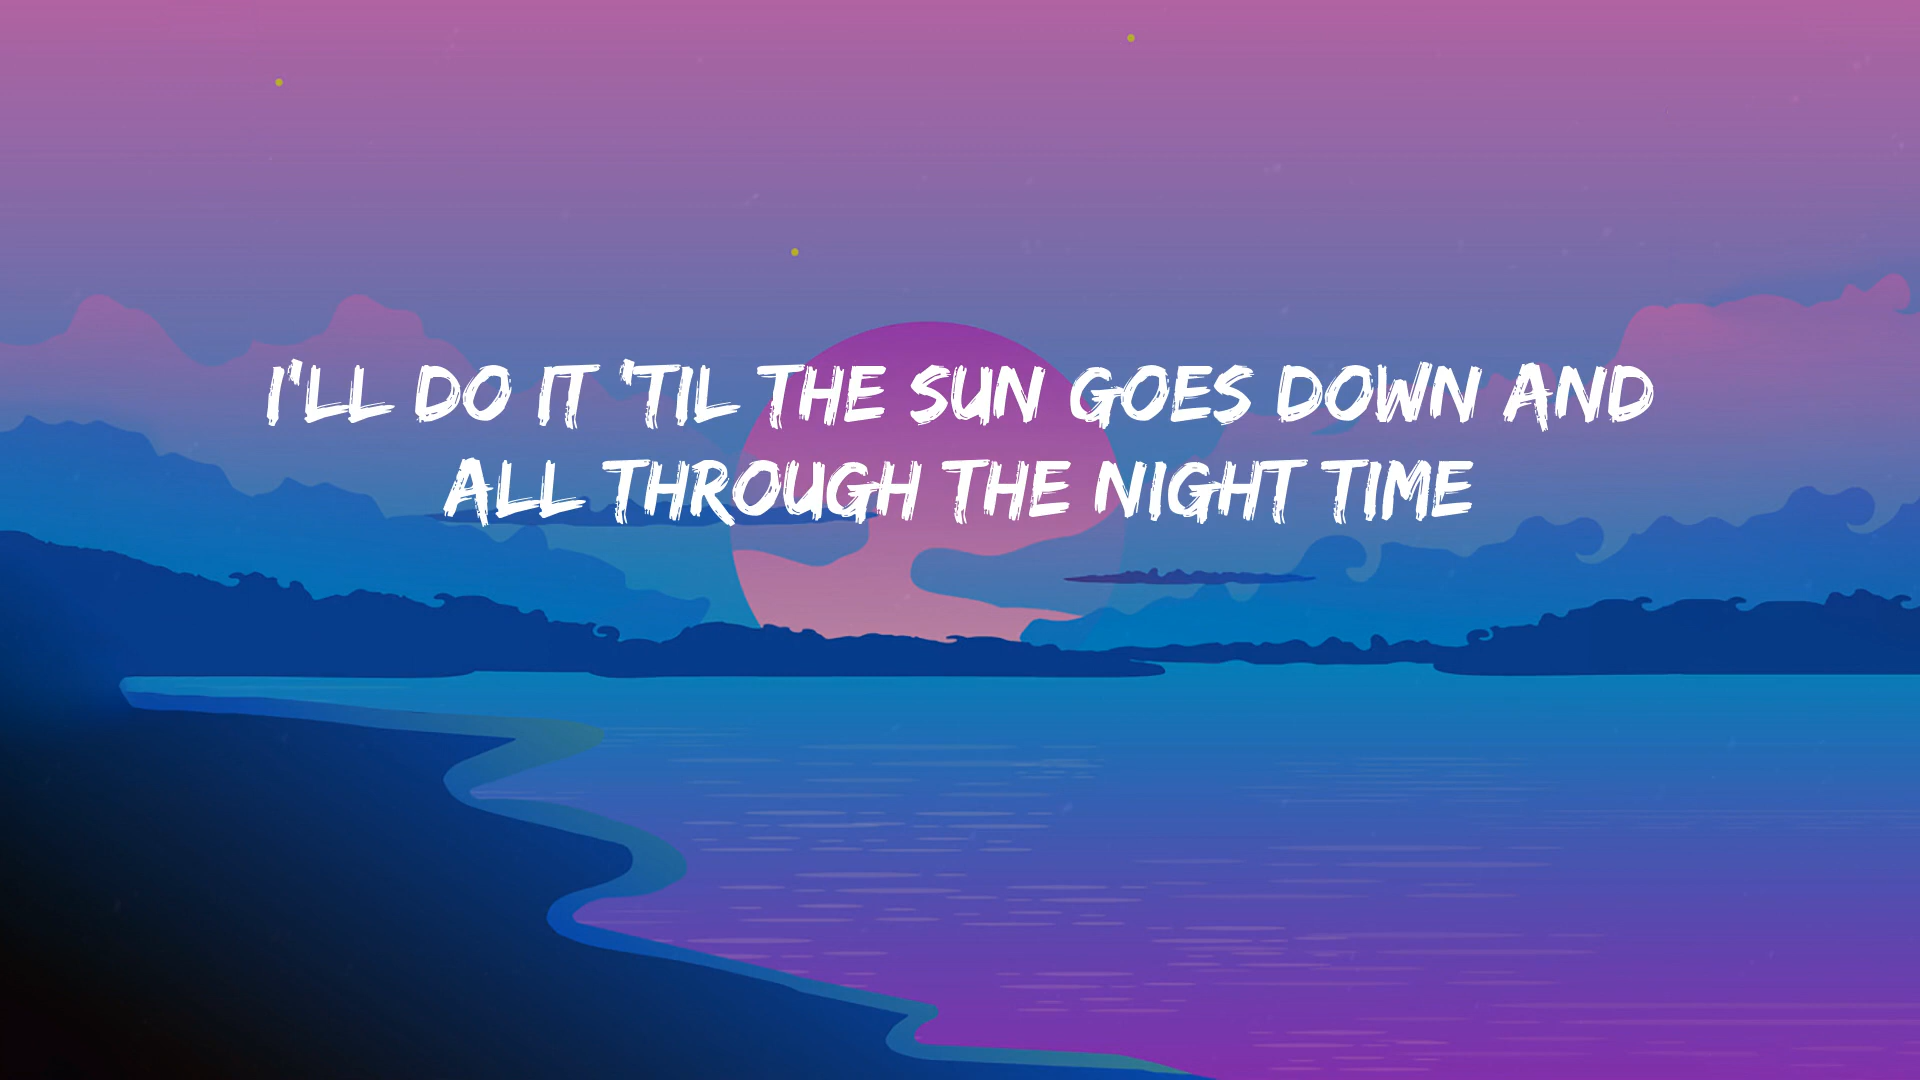 I'LL DO IT 'TIL THE SUN GOES DOWN AND
ALL THROUGH THE NIGHT TIME